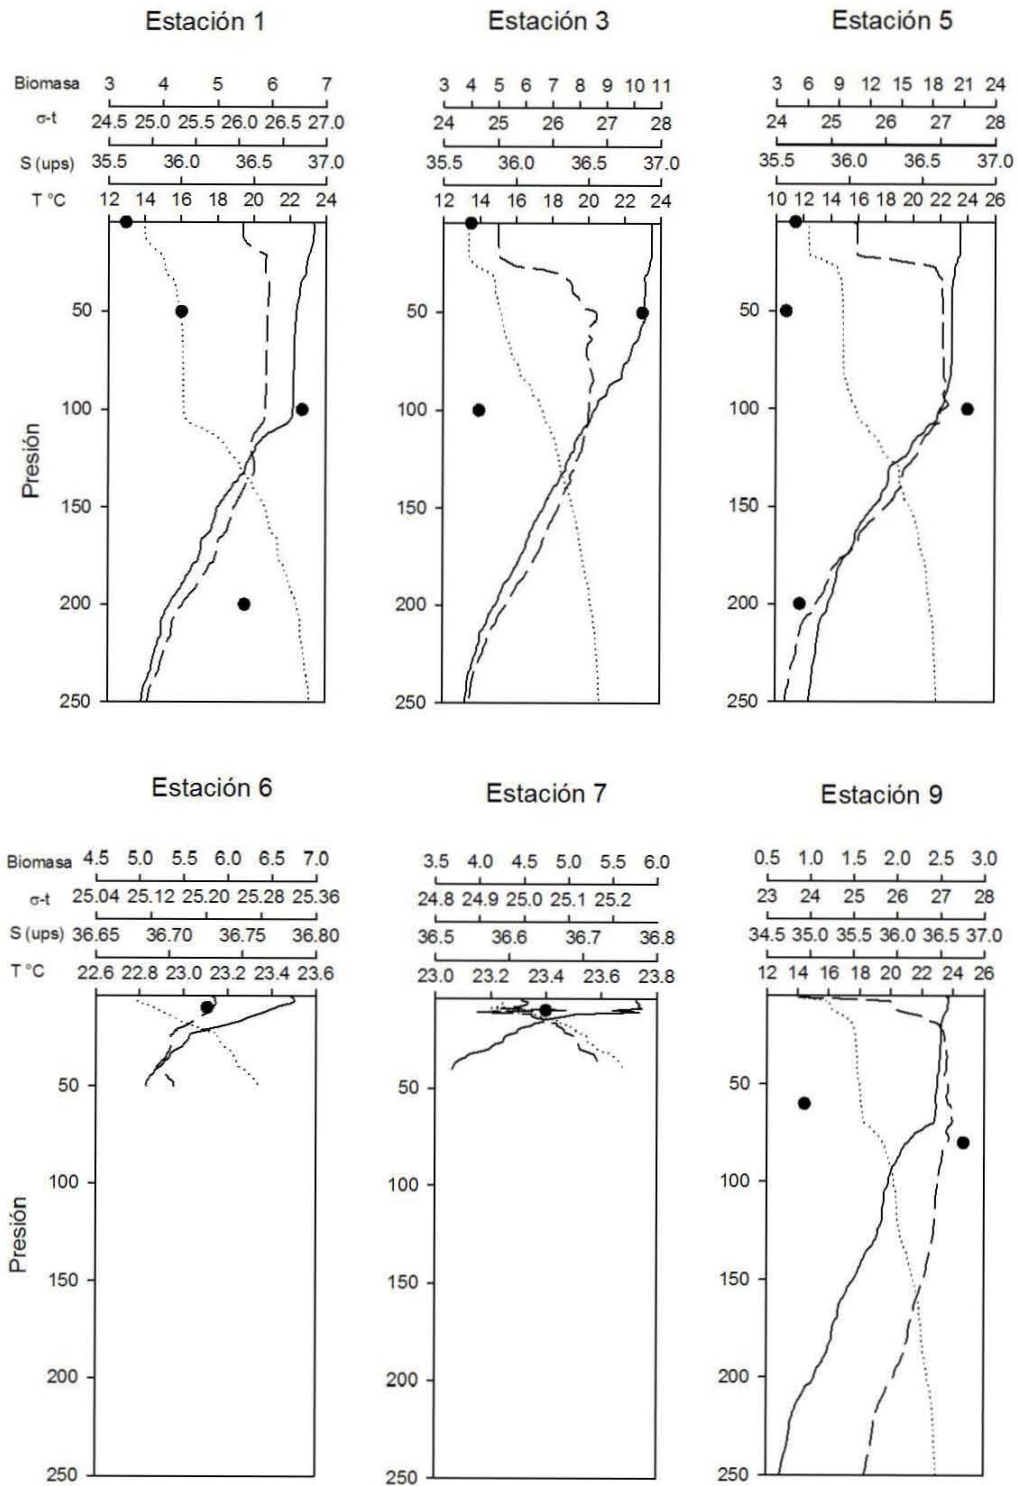 Estación 1 Estación 3 Estación 5
Biomasa 3 4 5 6 7 3 4 5 6 7 8 9 10 11 3 6 9 12 15 18 21 24
σ-t 24.5 25.0 25.5 26.0 26.5 27.0 24 25 26 27 28 24 25 26 27 28
S (ups) 35.5 36.0 36.5 37.0 35.5 36.0 36.5 37.0 35.5 36.0 36.5 37.0
T °C 12 14 16 18 20 22 24 12 14 16 18 20 22 24 10 12 14 16 18 20 22 24 26
50 50 50
100 100 100
Presión
150 150 150
200 200 200
250 250 250
Estación 6 Estación 7 Estación 9
Biomasa 4.5 5.0 5.5 6.0 6.5 7.0 3.5 4.0 4.5 5.0 5.5 6.0 0.5 1.0 1.5 2.0 2.5 3.0
σ-t 25.04 25.12 25.20 25.28 25.36 24.8 24.9 25.0 25.1 25.2 23 24 25 26 27 28
S (ups) 36.65 36.70 36.75 36.80 36.5 36.6 36.7 36.8 34.5 35.0 35.5 36.0 36.5 37.0
T °C 22.6 22.8 23.0 23.2 23.4 23.6 23.0 23.2 23.4 23.6 23.8 12 14 16 18 20 22 24 26
50 50 50
100 100 100
Presión
150 150 150
200 200 200
250 250 250